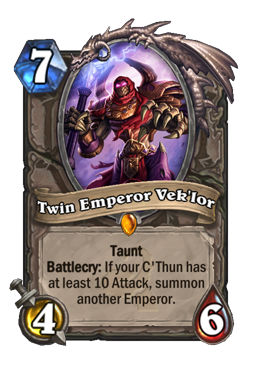 7
Twin Emperor Vek'lor
Taunt
Battlecry: If your C'Thun has
at least 10 Attack, summon
another Emperor.
4
6